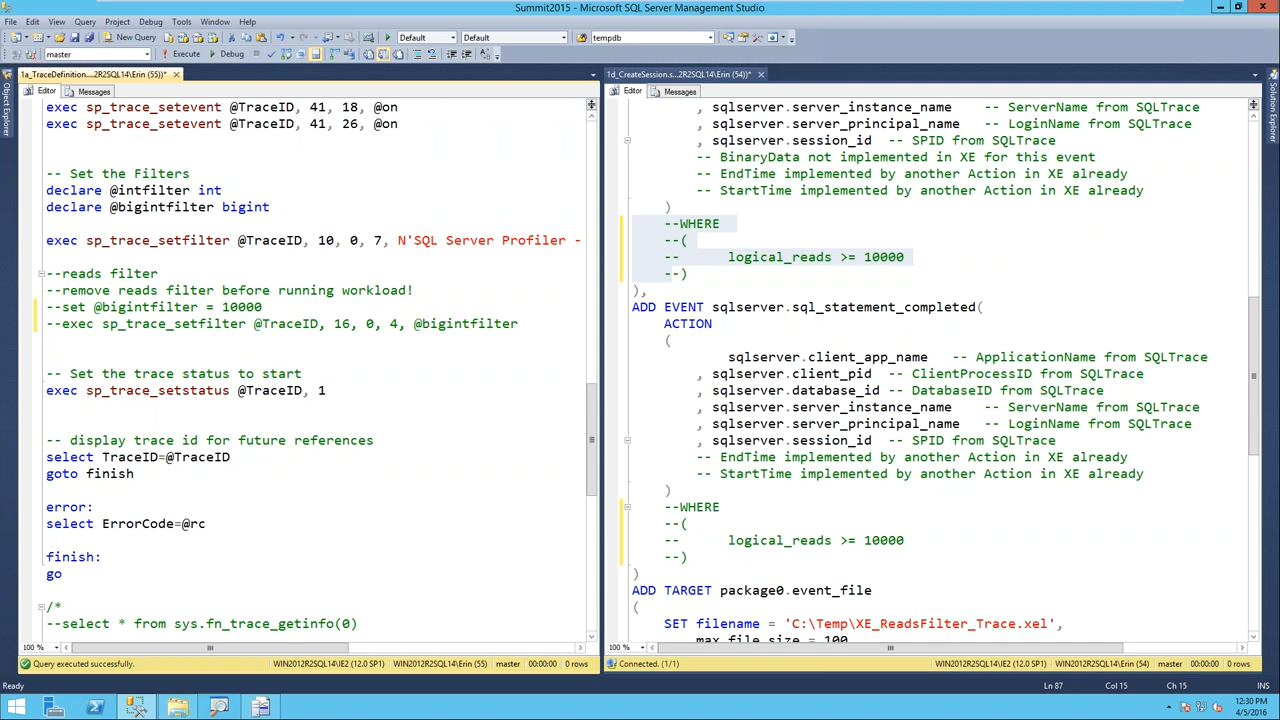 Summit2015 - Microsoft SQL Server Management Studio
File Edit View Query Project Debug Tools Window Help
New Query Default Default tempdb
master Execute Debug
1a_TraceDefinition....2R2SQL14\Erin (55))*
Editor Messages
exec sp_trace_setevent @TraceID, 41, 18, @on
exec sp_trace_setevent @TraceID, 41, 26, @on
-- Set the Filters
declare @intfilter int
declare @bigintfilter bigint
exec sp_trace_setfilter @TraceID, 10, 0, 7, N'SQL Server Profiler -
--reads filter
--remove reads filter before running workload!
--set @bigintfilter = 10000
--exec sp_trace_setfilter @TraceID, 16, 0, 4, @bigintfilter
-- Set the trace status to start
exec sp_trace_setstatus @TraceID, 1
-- display trace id for future references
select TraceID=@TraceID
goto finish
error:
select ErrorCode=@rc
finish:
go
/*
--select * from sys.fn_trace_getinfo(0)
100 %
Query executed successfully. WIN2012R2SQL14\IE2 (12.0 SP1) WIN2012R2SQL14\Erin (55) master 00:00:00 0 rows
1d_CreateSession.s...2R2SQL14\Erin (54))*
Editor Messages
, sqlserver.server_instance_name -- ServerName from SQLTrace
, sqlserver.server_principal_name -- LoginName from SQLTrace
, sqlserver.session_id -- SPID from SQLTrace
-- BinaryData not implemented in XE for this event
-- EndTime implemented by another Action in XE already
-- StartTime implemented by another Action in XE already
)
--WHERE
--(
-- logical_reads >= 10000
--)
),
ADD EVENT sqlserver.sql_statement_completed(
ACTION
(
sqlserver.client_app_name -- ApplicationName from SQLTrace
, sqlserver.client_pid -- ClientProcessID from SQLTrace
, sqlserver.database_id -- DatabaseID from SQLTrace
, sqlserver.server_instance_name -- ServerName from SQLTrace
, sqlserver.server_principal_name -- LoginName from SQLTrace
, sqlserver.session_id -- SPID from SQLTrace
-- EndTime implemented by another Action in XE already
-- StartTime implemented by another Action in XE already
)
--WHERE
--(
-- logical_reads >= 10000
--)
)
ADD TARGET package0.event_file
(
SET filename = 'C:\Temp\XE_ReadsFilter_Trace.xel',
max_file_size = 100
100 %
Connected. (1/1) WIN2012R2SQL14\IE2 (12.0 SP1) WIN2012R2SQL14\Erin (54) master 00:00:00 0 rows
Object Explorer
Solution Explorer
Ready Ln 87 Col 15 Ch 15 INS
12:30 PM
4/5/2016